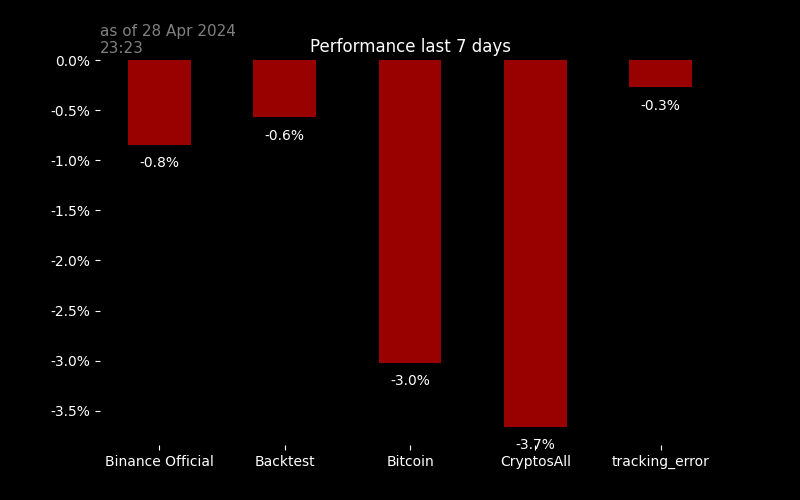 as of 28 Apr 2024
23:23
Performance last 7 days
0.0%
-0.5%
-1.0%
-1.5%
-2.0%
-2.5%
-3.0%
-3.5%
-0.8%
-0.6%
-3.0%
-3.7%
-0.3%
Binance Official
Backtest
Bitcoin
CryptosAll
tracking_error